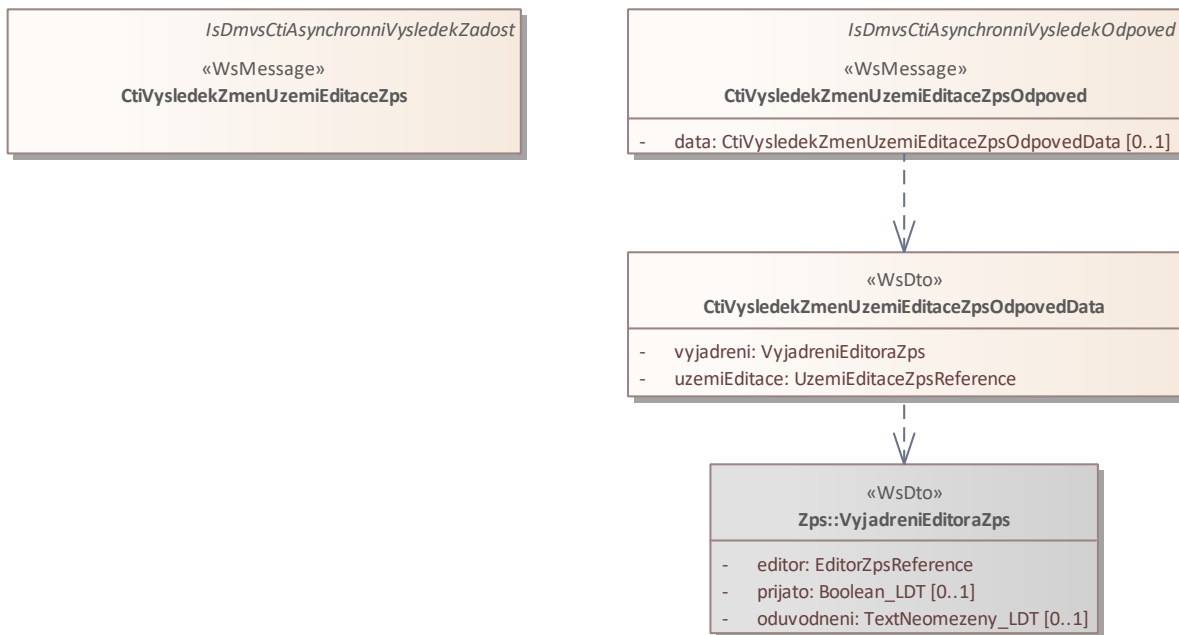 IsDmvsCtiAsynchronniVysledekZadost
«WsMessage»
CtiVysledekZmenUzemiEditaceZps
IsDmvsCtiAsynchronniVysledekOdpoved
«WsMessage»
CtiVysledekZmenUzemiEditaceZpsOdpoved
- data: CtiVysledekZmenUzemiEditaceZpsOdpovedData [0..1]
«WsDto»
CtiVysledekZmenUzemiEditaceZpsOdpovedData
- vyjadreni: VyjadreniEditoraZps
- uzemiEditace: UzemiEditaceZpsReference
«WsDto»
Zps::VyjadreniEditoraZps
- editor: EditorZpsReference
- prijato: Boolean_LDT [0..1]
- oduvodneni: TextNeomezeny_LDT [0..1]